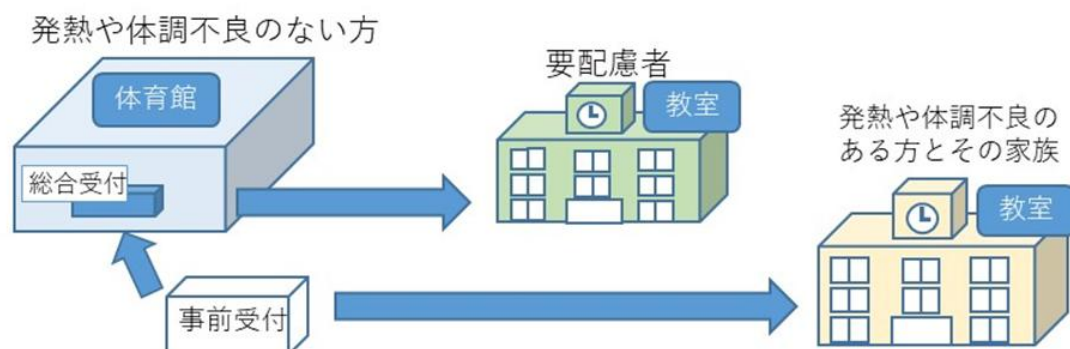 発熱や体調不良のない方
体育館
総合受付
事前受付
要配慮者
教室
発熱や体調不良の
ある方とその家族
教室